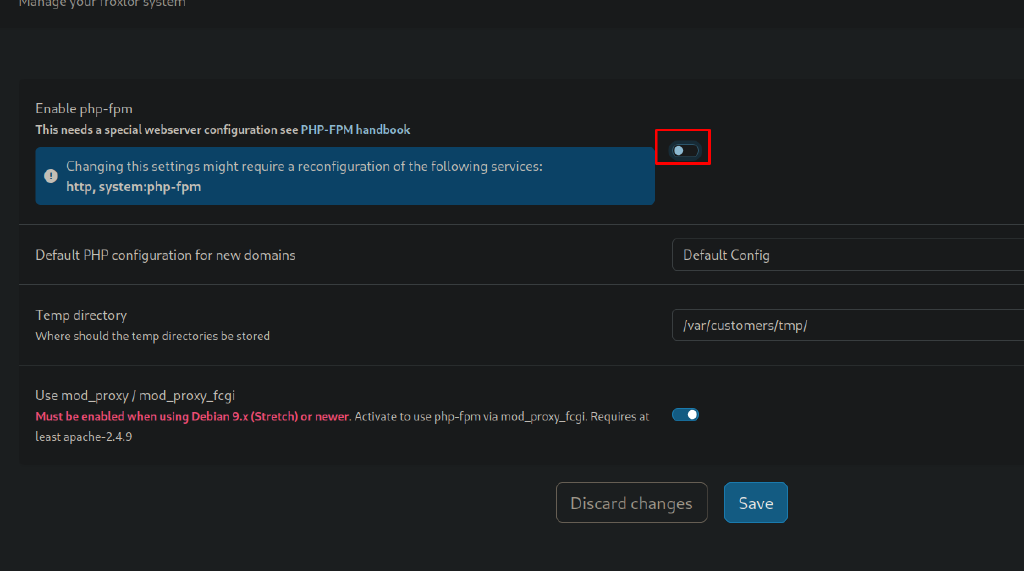 Manage your froxlor system
Enable php-fpm
This needs a special webserver configuration see PHP-FPM handbook
Changing this settings might require a reconfiguration of the following services:
http, system:php-fpm
Default PHP configuration for new domains
Default Config
Temp directory
Where should the temp directories be stored
/var/customers/tmp/
Use mod_proxy / mod_proxy_fcgi
Must be enabled when using Debian 9.x (Stretch) or newer. Activate to use php-fpm via mod_proxy_fcgi. Requires at
least apache-2.4.9
Discard changes
Save